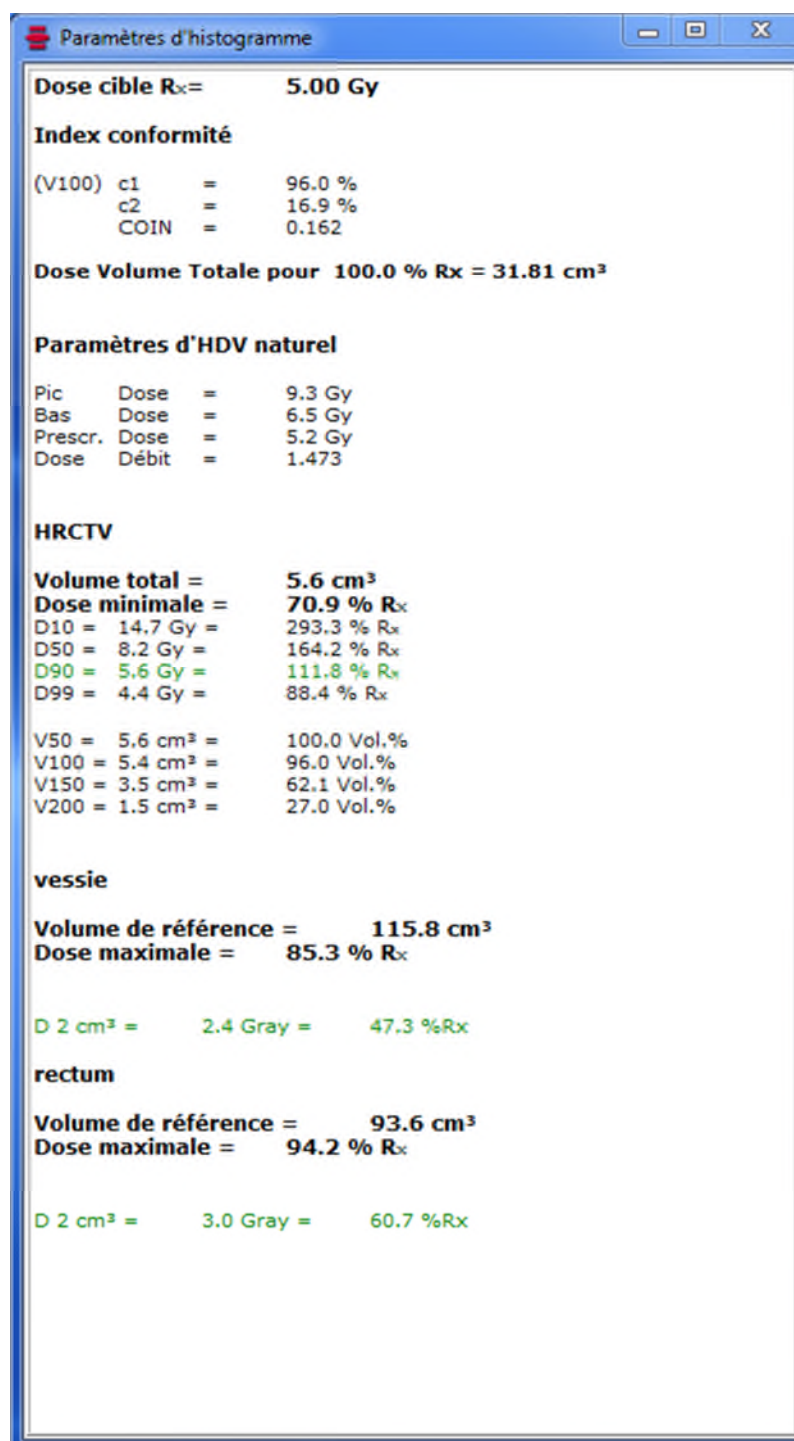 Paramètres d'histogramme
Dose cible Rx= 5.00 Gy
Index conformité
(V100) c1 = 96.0 %
c2 = 16.9 %
COIN = 0.162
Dose Volume Totale pour 100.0 % Rx = 31.81 cm³
Paramètres d'HDV naturel
Pic Dose = 9.3 Gy
Bas Dose = 6.5 Gy
Prescr. Dose = 5.2 Gy
Dose Débit = 1.473
HRCTV
Volume total = 5.6 cm³
Dose minimale = 70.9 % Rx
D10 = 14.7 Gy = 293.3 % Rx
D50 = 8.2 Gy = 164.2 % Rx
D90 = 5.6 Gy = 111.8 % Rx
D99 = 4.4 Gy = 88.4 % Rx
V50 = 5.6 cm³ = 100.0 Vol.%
V100 = 5.4 cm³ = 96.0 Vol.%
V150 = 3.5 cm³ = 62.1 Vol.%
V200 = 1.5 cm³ = 27.0 Vol.%
vessie
Volume de référence = 115.8 cm³
Dose maximale = 85.3 % Rx
D 2 cm³ = 2.4 Gray = 47.3 %Rx
rectum
Volume de référence = 93.6 cm³
Dose maximale = 94.2 % Rx
D 2 cm³ = 3.0 Gray = 60.7 %Rx